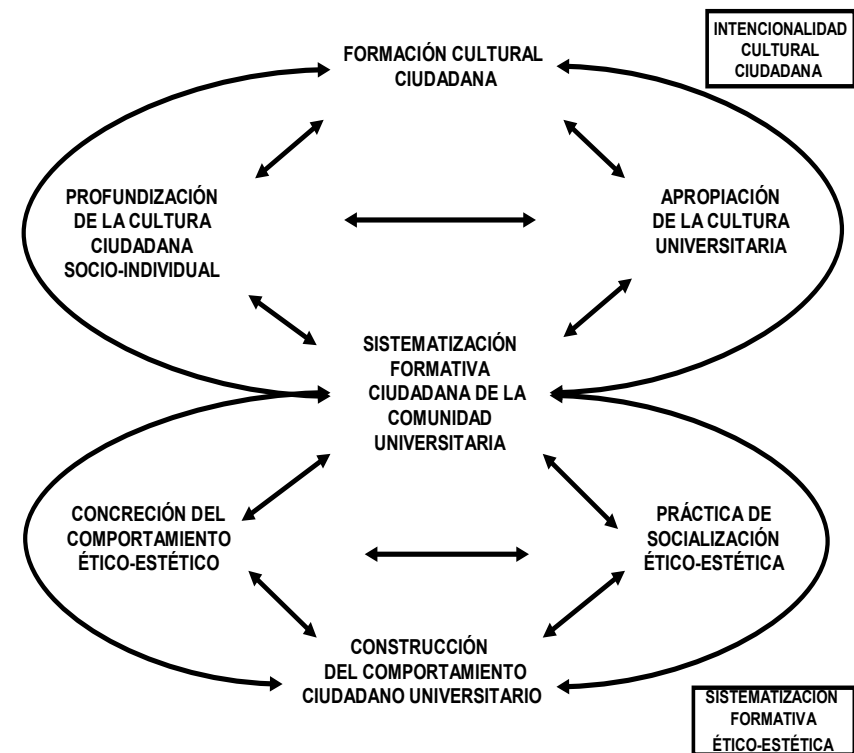 INTENCIONALIDAD
CULTURAL
CIUDADANA
FORMACIÓN CULTURAL
CIUDADANA
PROFUNDIZACIÓN
DE LA CULTURA
CIUDADANA
SOCIO-INDIVIDUAL
APROPIACIÓN
DE LA CULTURA
UNIVERSITARIA
SISTEMATIZACIÓN
FORMATIVA
CIUDADANA DE LA
COMUNIDAD
UNIVERSITARIA
CONCRECIÓN DEL
COMPORTAMIENTO
ÉTICO-ESTÉTICO
PRÁCTICA DE
SOCIALIZACIÓN
ÉTICO-ESTÉTICA
CONSTRUCCIÓN
DEL COMPORTAMIENTO
CIUDADANO UNIVERSITARIO
SISTEMATIZACIÓN
FORMATIVA
ÉTICO-ESTÉTICA